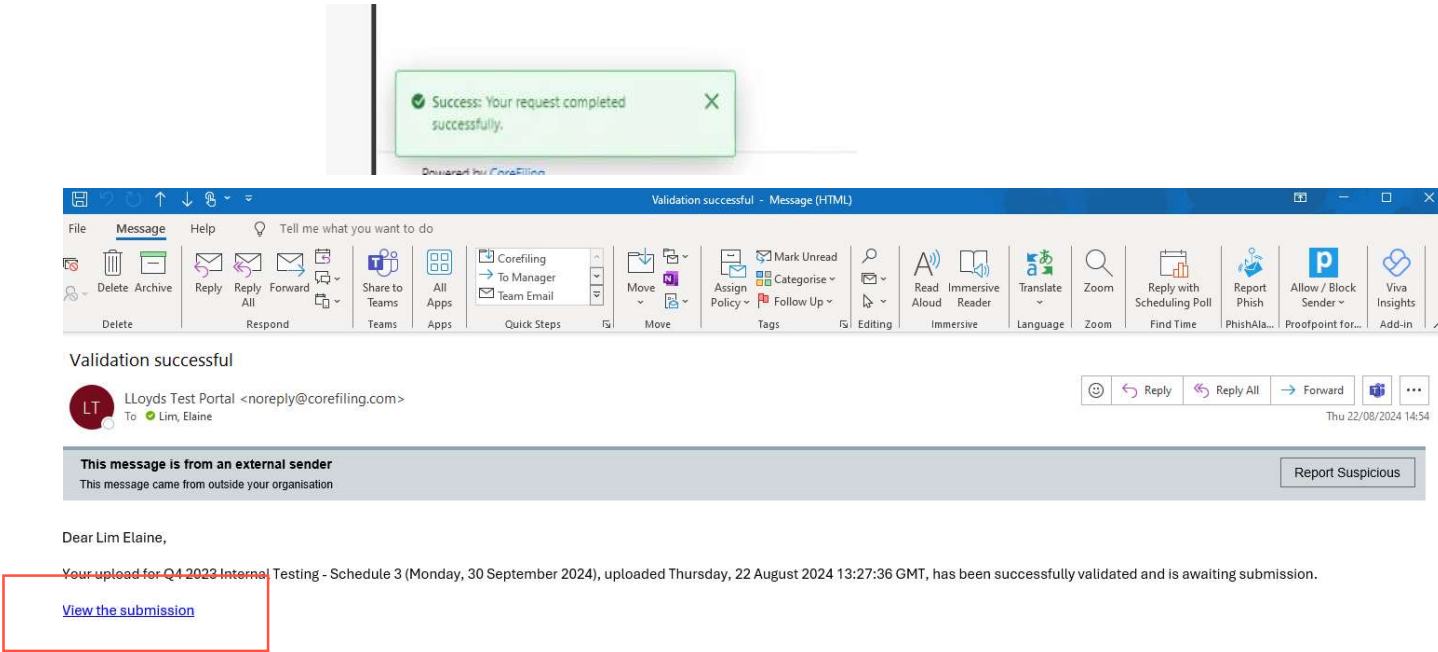 Success: Your request completed
successfully.
Powered by CoreFiling
Validation successful - Message (HTML)
File Message Help Tell me what you want to do
Delete Archive
Reply Reply All Forward
Share to Teams
All Apps
Corefiling
To Manager
Team Email
Move
Assign Policy
Mark Unread
Categorise
Follow Up
Read Aloud
Immersive Reader
Translate
Zoom
Reply with Scheduling Poll
Report Phish
Allow / Block Sender
Viva Insights
Delete Respond Teams Apps Quick Steps Move Tags Editing Immersive Language Zoom Find Time PhishAla... Proofpoint for... Add-in
Validation successful
LT
LLoyds Test Portal <noreply@corefiling.com>
To Lim, Elaine
Reply Reply All Forward
Thu 22/08/2024 14:54
This message is from an external sender
This message came from outside your organisation
Report Suspicious
Dear Lim Elaine,
Your upload for Q4 2023 Internal Testing - Schedule 3 (Monday, 30 September 2024), uploaded Thursday, 22 August 2024 13:27:36 GMT, has been successfully validated and is awaiting submission.
View the submission